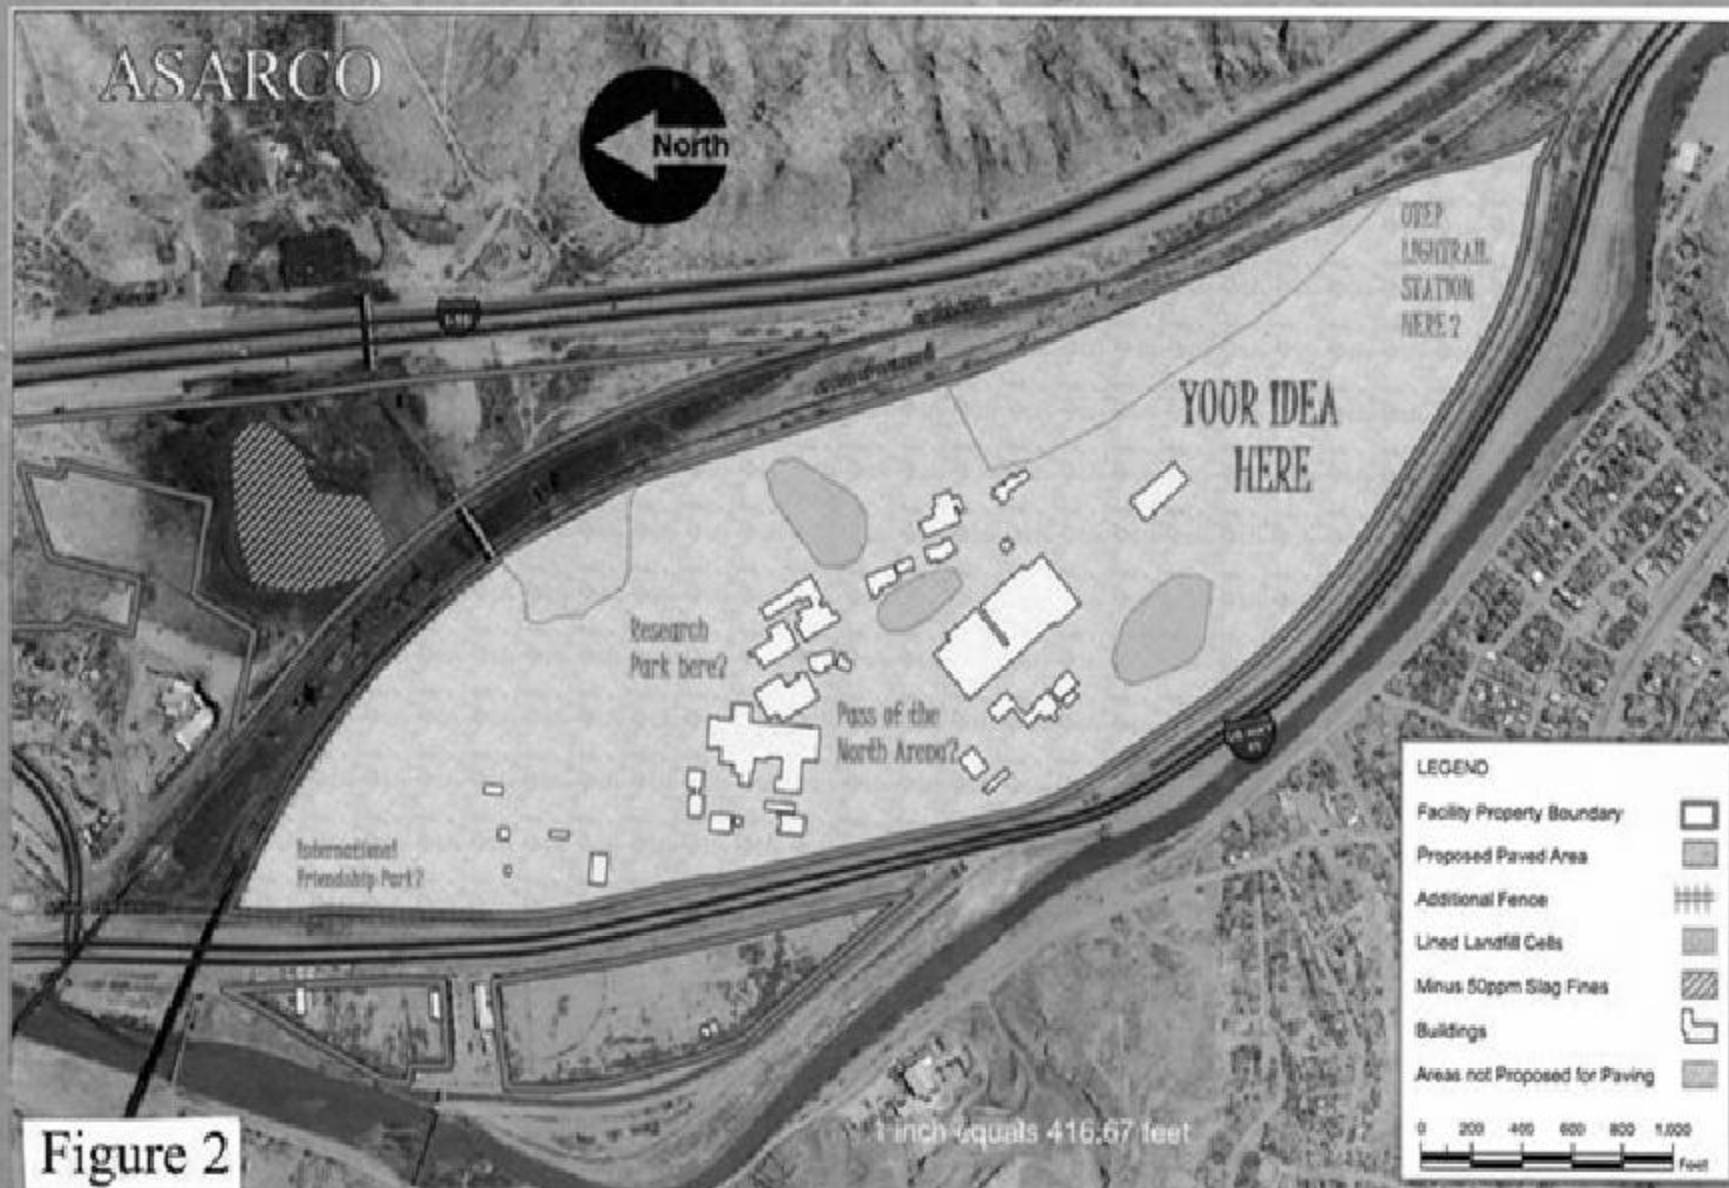 ASARCO
North
UTEP
LIGHTRAIL
STATION
HERE?
YOOR IDEA
HERE
Research
Park here?
Pass of the
North Arena?
International
Friendship Park?
LEGEND
Facility Property Boundary
Proposed Paved Area
Additional Fence
Lined Landfill Cells
Minus 50ppm Slag Fines
Buildings
Areas not Proposed for Paving
0 200 400 600 800 1,000
Feet
1 inch equals 416.67 feet
Figure 2